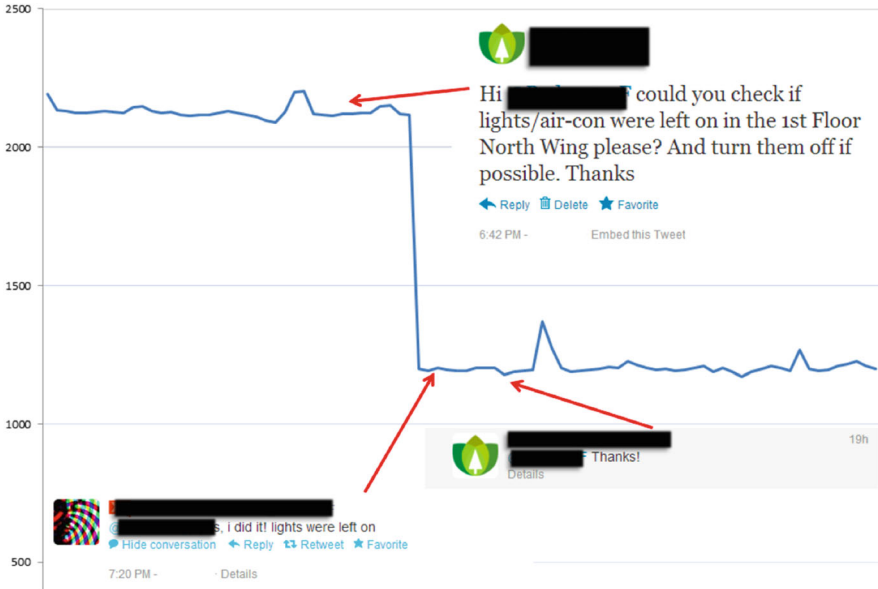 2500
2000
1500
1000
500
Hi could you check if
lights/air-con were left on in the 1st Floor
North Wing please? And turn them off if
possible. Thanks
Reply Delete Favorite
6:42 PM - Embed this Tweet
19h
Thanks!
Details
@ s, i did it! lights were left on
Hide conversation Reply Retweet Favorite
7:20 PM - · Details